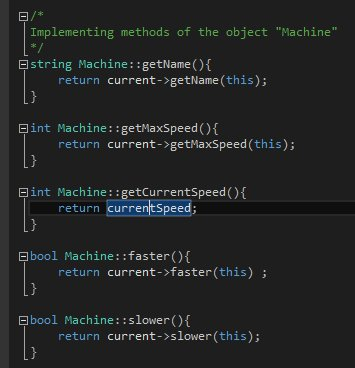 /*
Implementing methods of the object "Machine"
*/
string Machine::getName(){
return current->getName(this);
}
int Machine::getMaxSpeed(){
return current->getMaxSpeed(this);
}
int Machine::getCurrentSpeed(){
return currentSpeed;
}
bool Machine::faster(){
return current->faster(this) ;
}
bool Machine::slower(){
return current->slower(this);
}